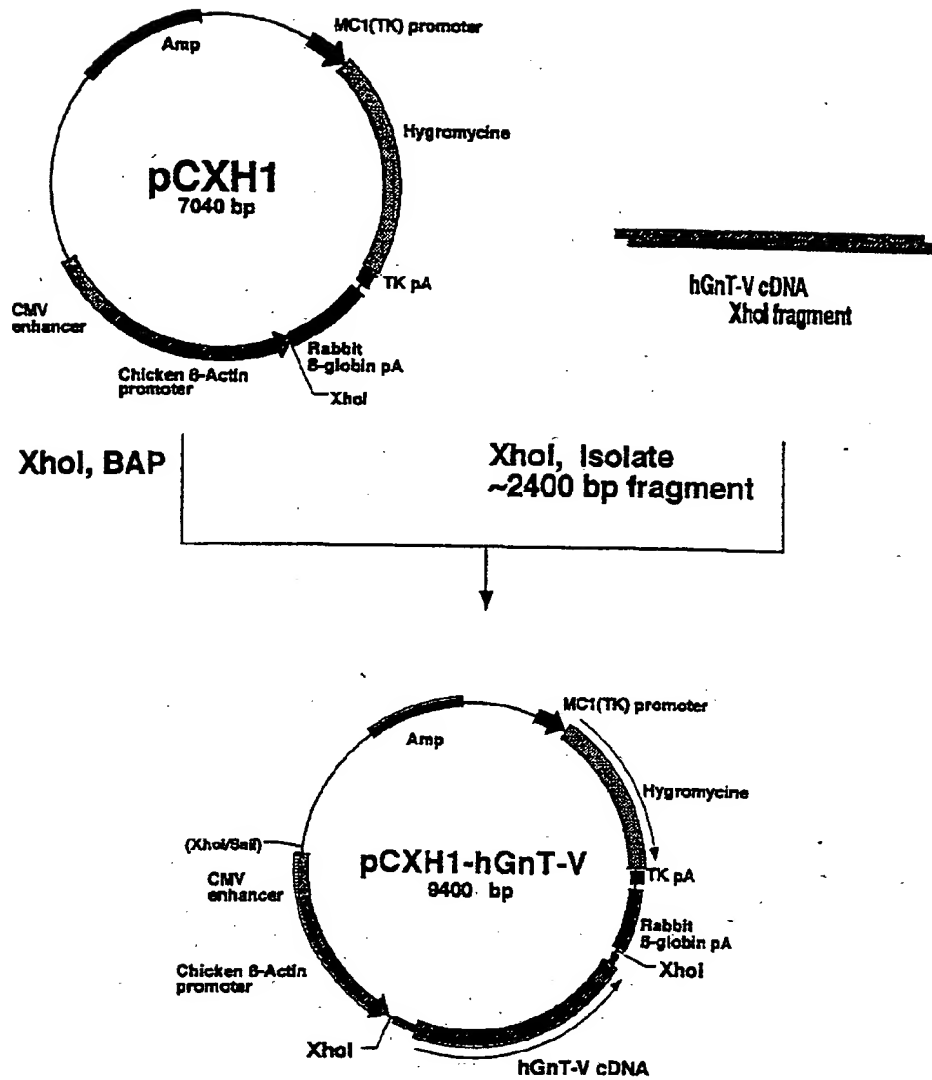 MC1(TK) promoter
Amp
Hygromycine
pCXH1
7040 bp
TK pA
hGnT-V cDNA
XhoI fragment
CMV
enhancer
Rabbit
ß-globin pA
Chicken ß-Actin
promoter
XhoI
XhoI, BAP
XhoI, Isolate
~2400 bp fragment
MC1(TK) promoter
Amp
Hygromycine
(XhoI/SalI)
CMV
enhancer
pCXH1-hGnT-V
9400 bp
TK pA
Rabbit
ß-globin pA
XhoI
Chicken ß-Actin
promoter
XhoI
hGnT-V cDNA